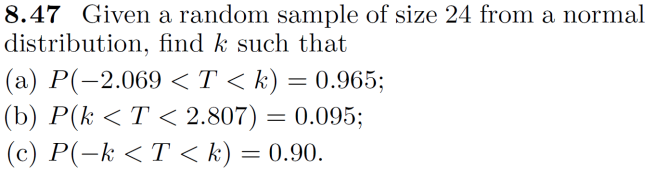 8.47 Given a random sample of size 24 from a normal
distribution, find k such that
(a) P(−2.069 < T < k) = 0.965;
(b) P(k < T < 2.807) = 0.095;
(c) P(−k < T < k) = 0.90.